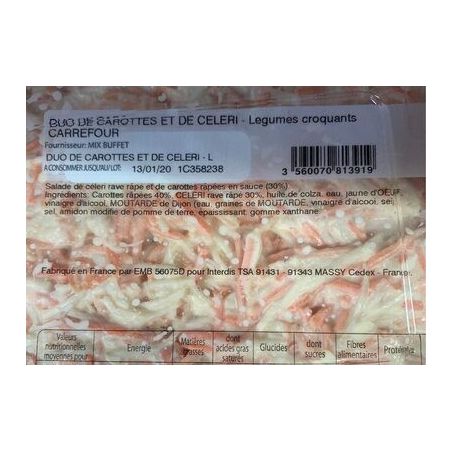 DUO DE CAROTTES ET DE CELERI - Légumes croquants
CARREFOUR
Fournisseur: MIX BUFFET
DUO DE CAROTTES ET DE CELERI - L
A CONSOMMER JUSQU'AU/LOT: 13/01/20 1C358238
3 560070 813919
Salade de céleri rave râpé et de carottes râpées en sauce (30%)
Ingrédients: Carottes râpées 40%, CELERI rave râpé 30%, huile de colza, eau, jaune d'OEUF,
vinaigre d'alcool, MOUTARDE de Dijon (eau, graines de MOUTARDE, vinaigre d'alcool, sel),
sel, amidon modifié de pomme de terre, épaississant: gomme xanthane.
Fabriqué en France par EMB 56075D pour Interdis TSA 91431 - 91343 MASSY Cedex - France.
Valeurs
nutritionnelles
moyennes pour
Energie
Matières
grasses
dont
acides gras
saturés
Glucides
dont
sucres
Fibres
alimentaires
Protéines